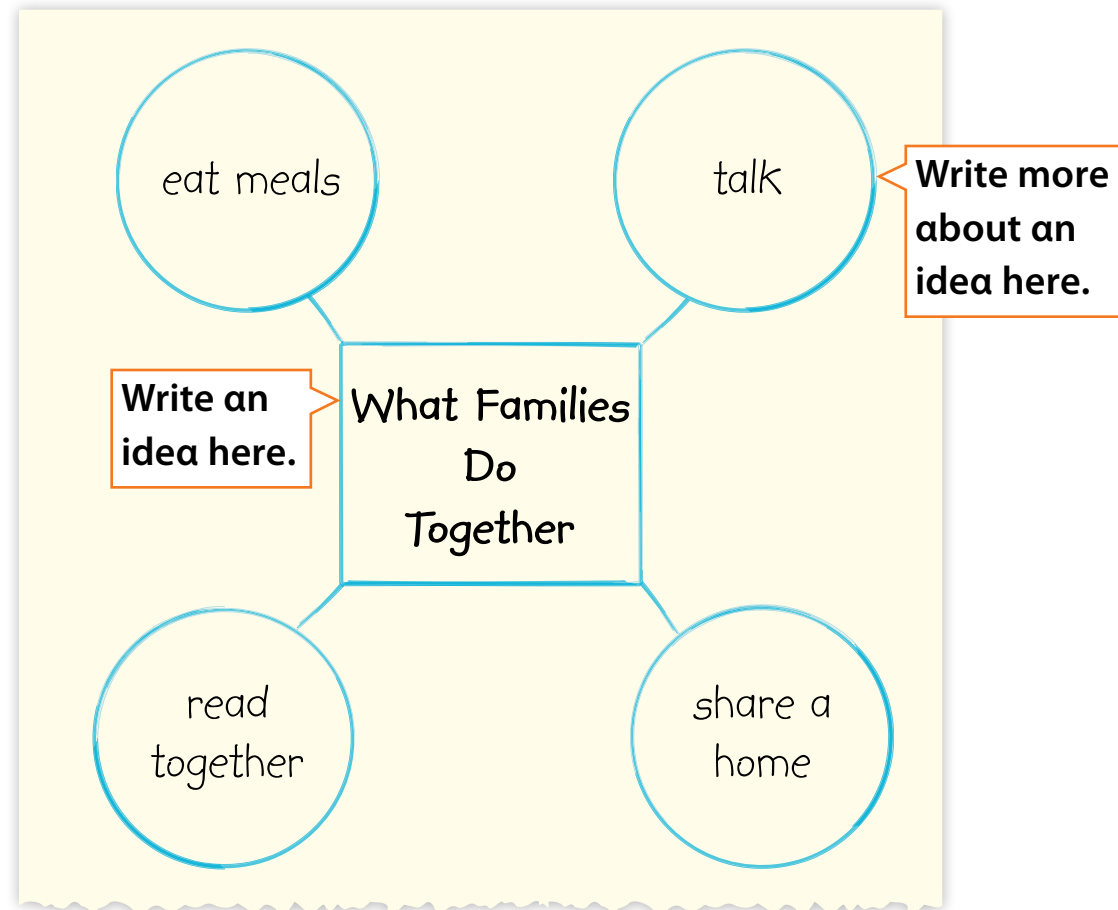 eat meals
talk
Write more
about an
idea here.
Write an
idea here.
What Families
Do
Together
read
together
share a
home